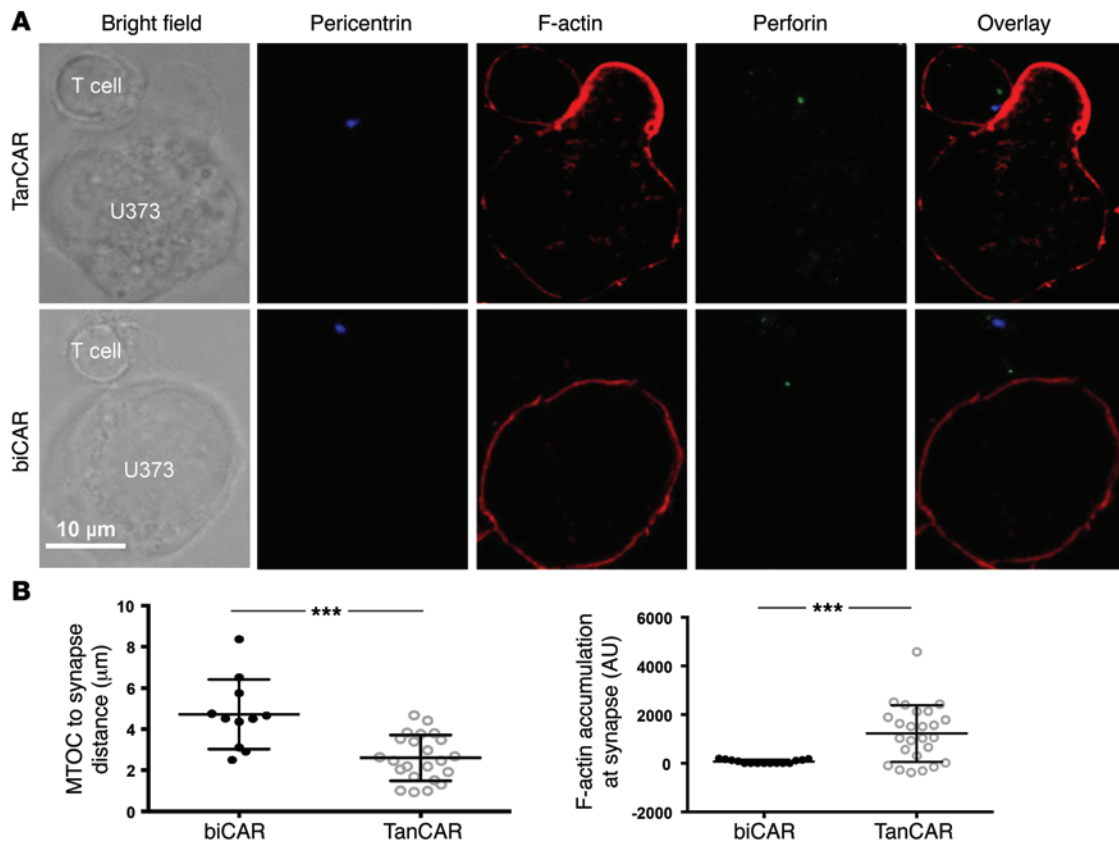 A
Bright field Pericentrin F-actin Perforin Overlay
TanCAR
T cell
U373
biCAR
T cell
U373
10 μm
B
MTOC to synapse
distance (μm)
10
8
6
4
2
0
***
biCAR TanCAR
F-actin accumulation
at synapse (AU)
6000
4000
2000
0
-2000
***
biCAR TanCAR